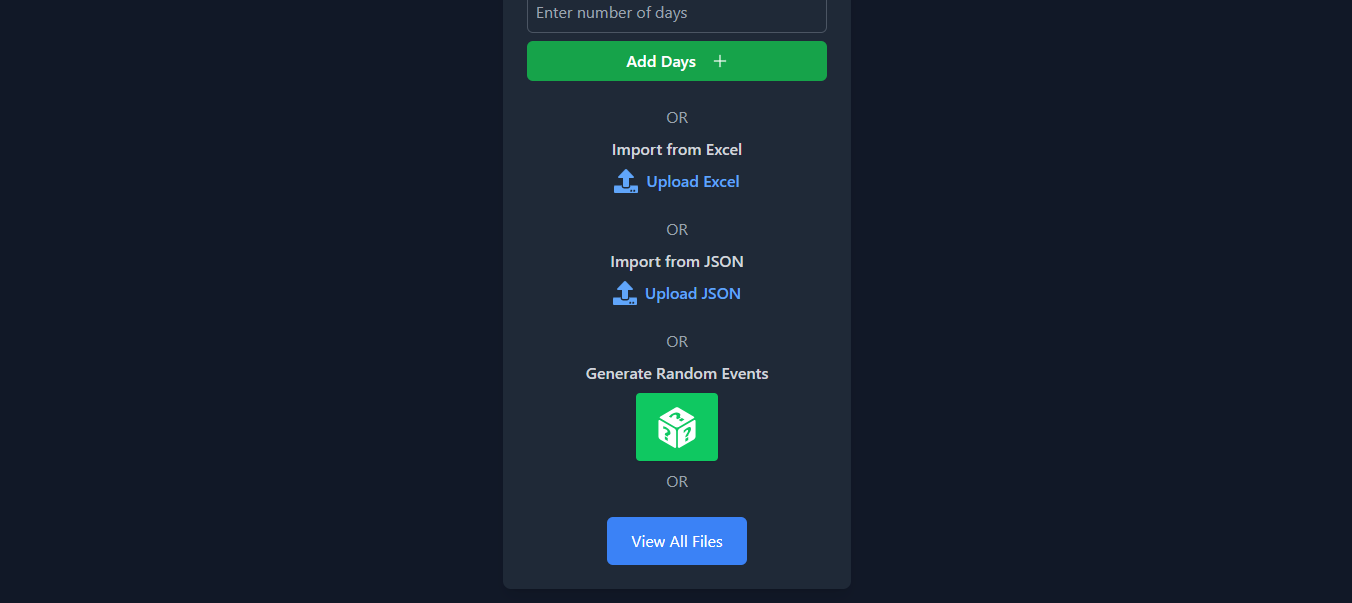 Enter number of days
Add Days +
OR
Import from Excel
Upload Excel
OR
Import from JSON
Upload JSON
OR
Generate Random Events
? ? ?
OR
View All Files